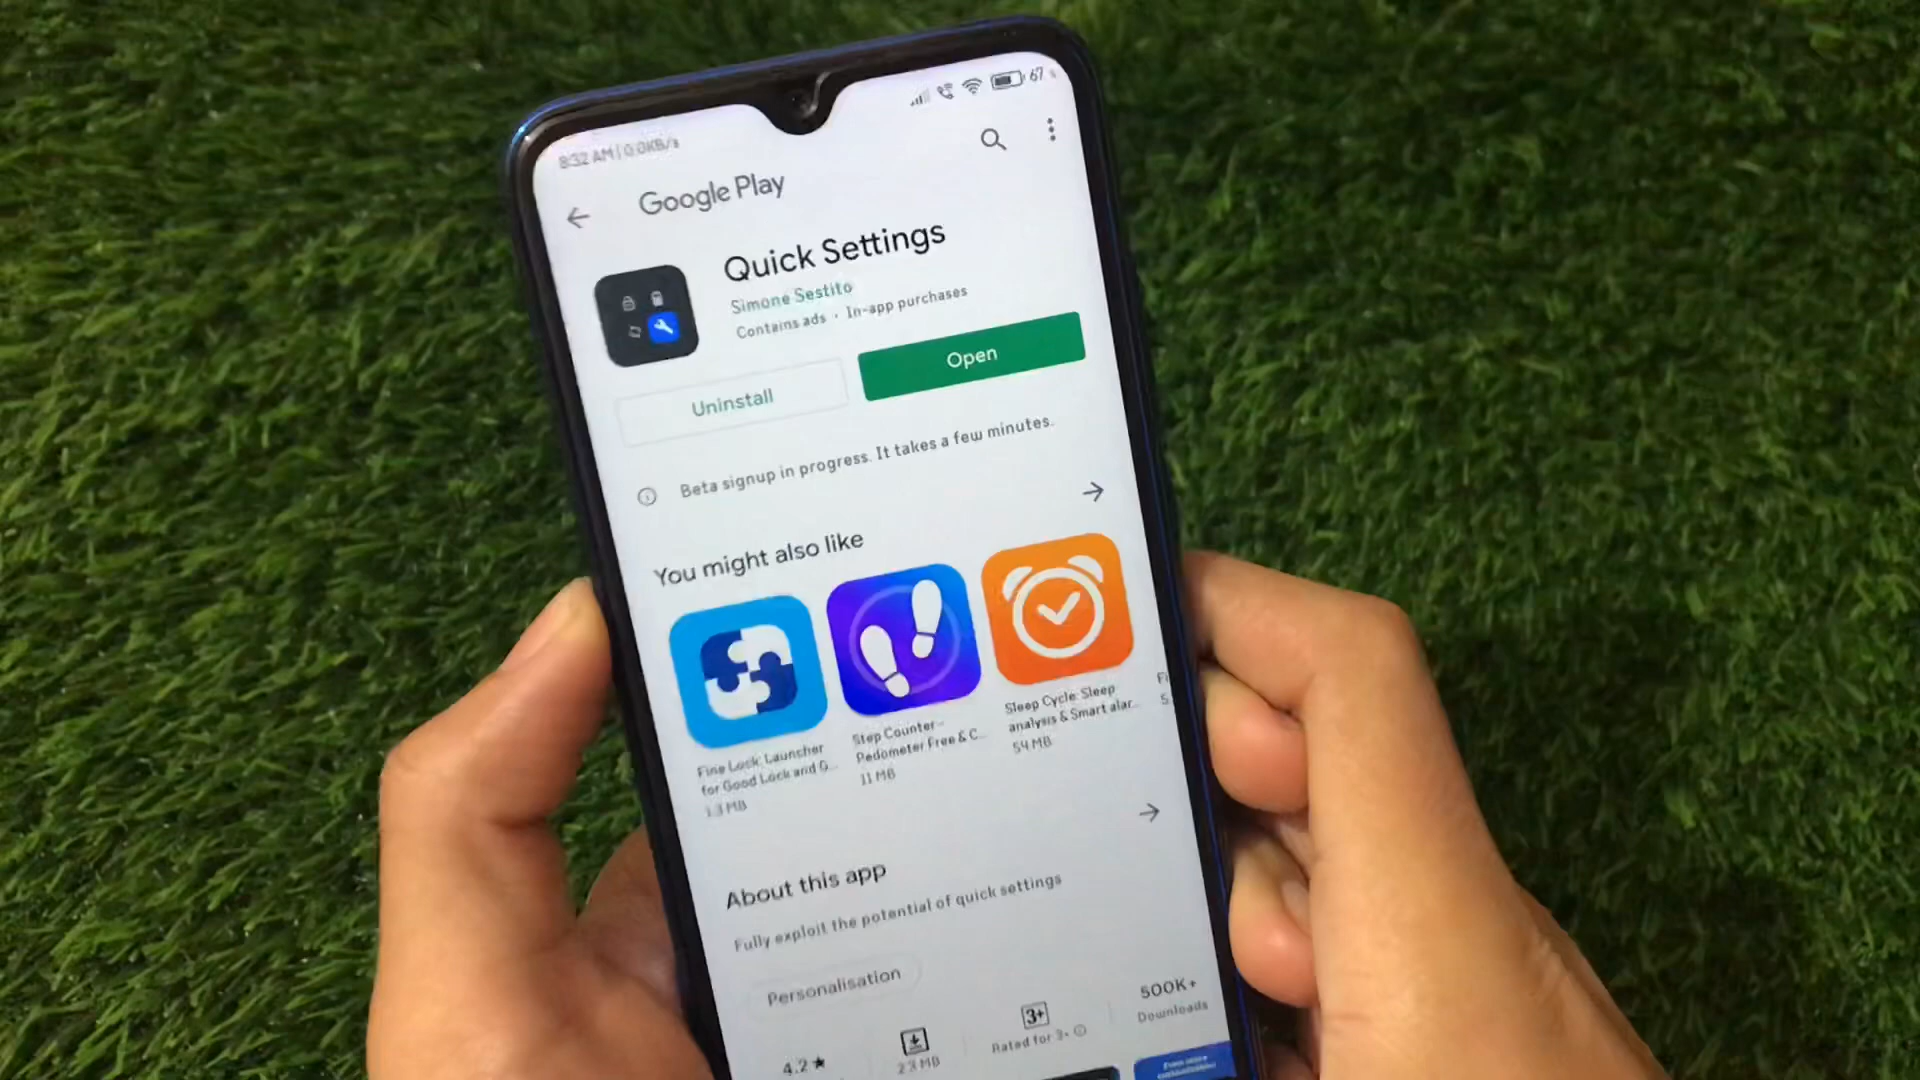 8:32 AM | 0.0KB/s
67
Google Play
Quick Settings
Simone Sestito
Contains ads · In-app purchases
Uninstall
Open
Beta signup in progress. It takes a few minutes.
You might also like
Fine Lock: Launcher
for Good Lock and G...
1.3 MB
Step Counter -
Pedometer Free & C...
11 MB
Sleep Cycle: Sleep
analysis & Smart alar...
54 MB
Fi
5
About this app
Fully exploit the potential of quick settings
Personalisation
4.2★
MB
3+
Rated for 3+
500K+
Downloads